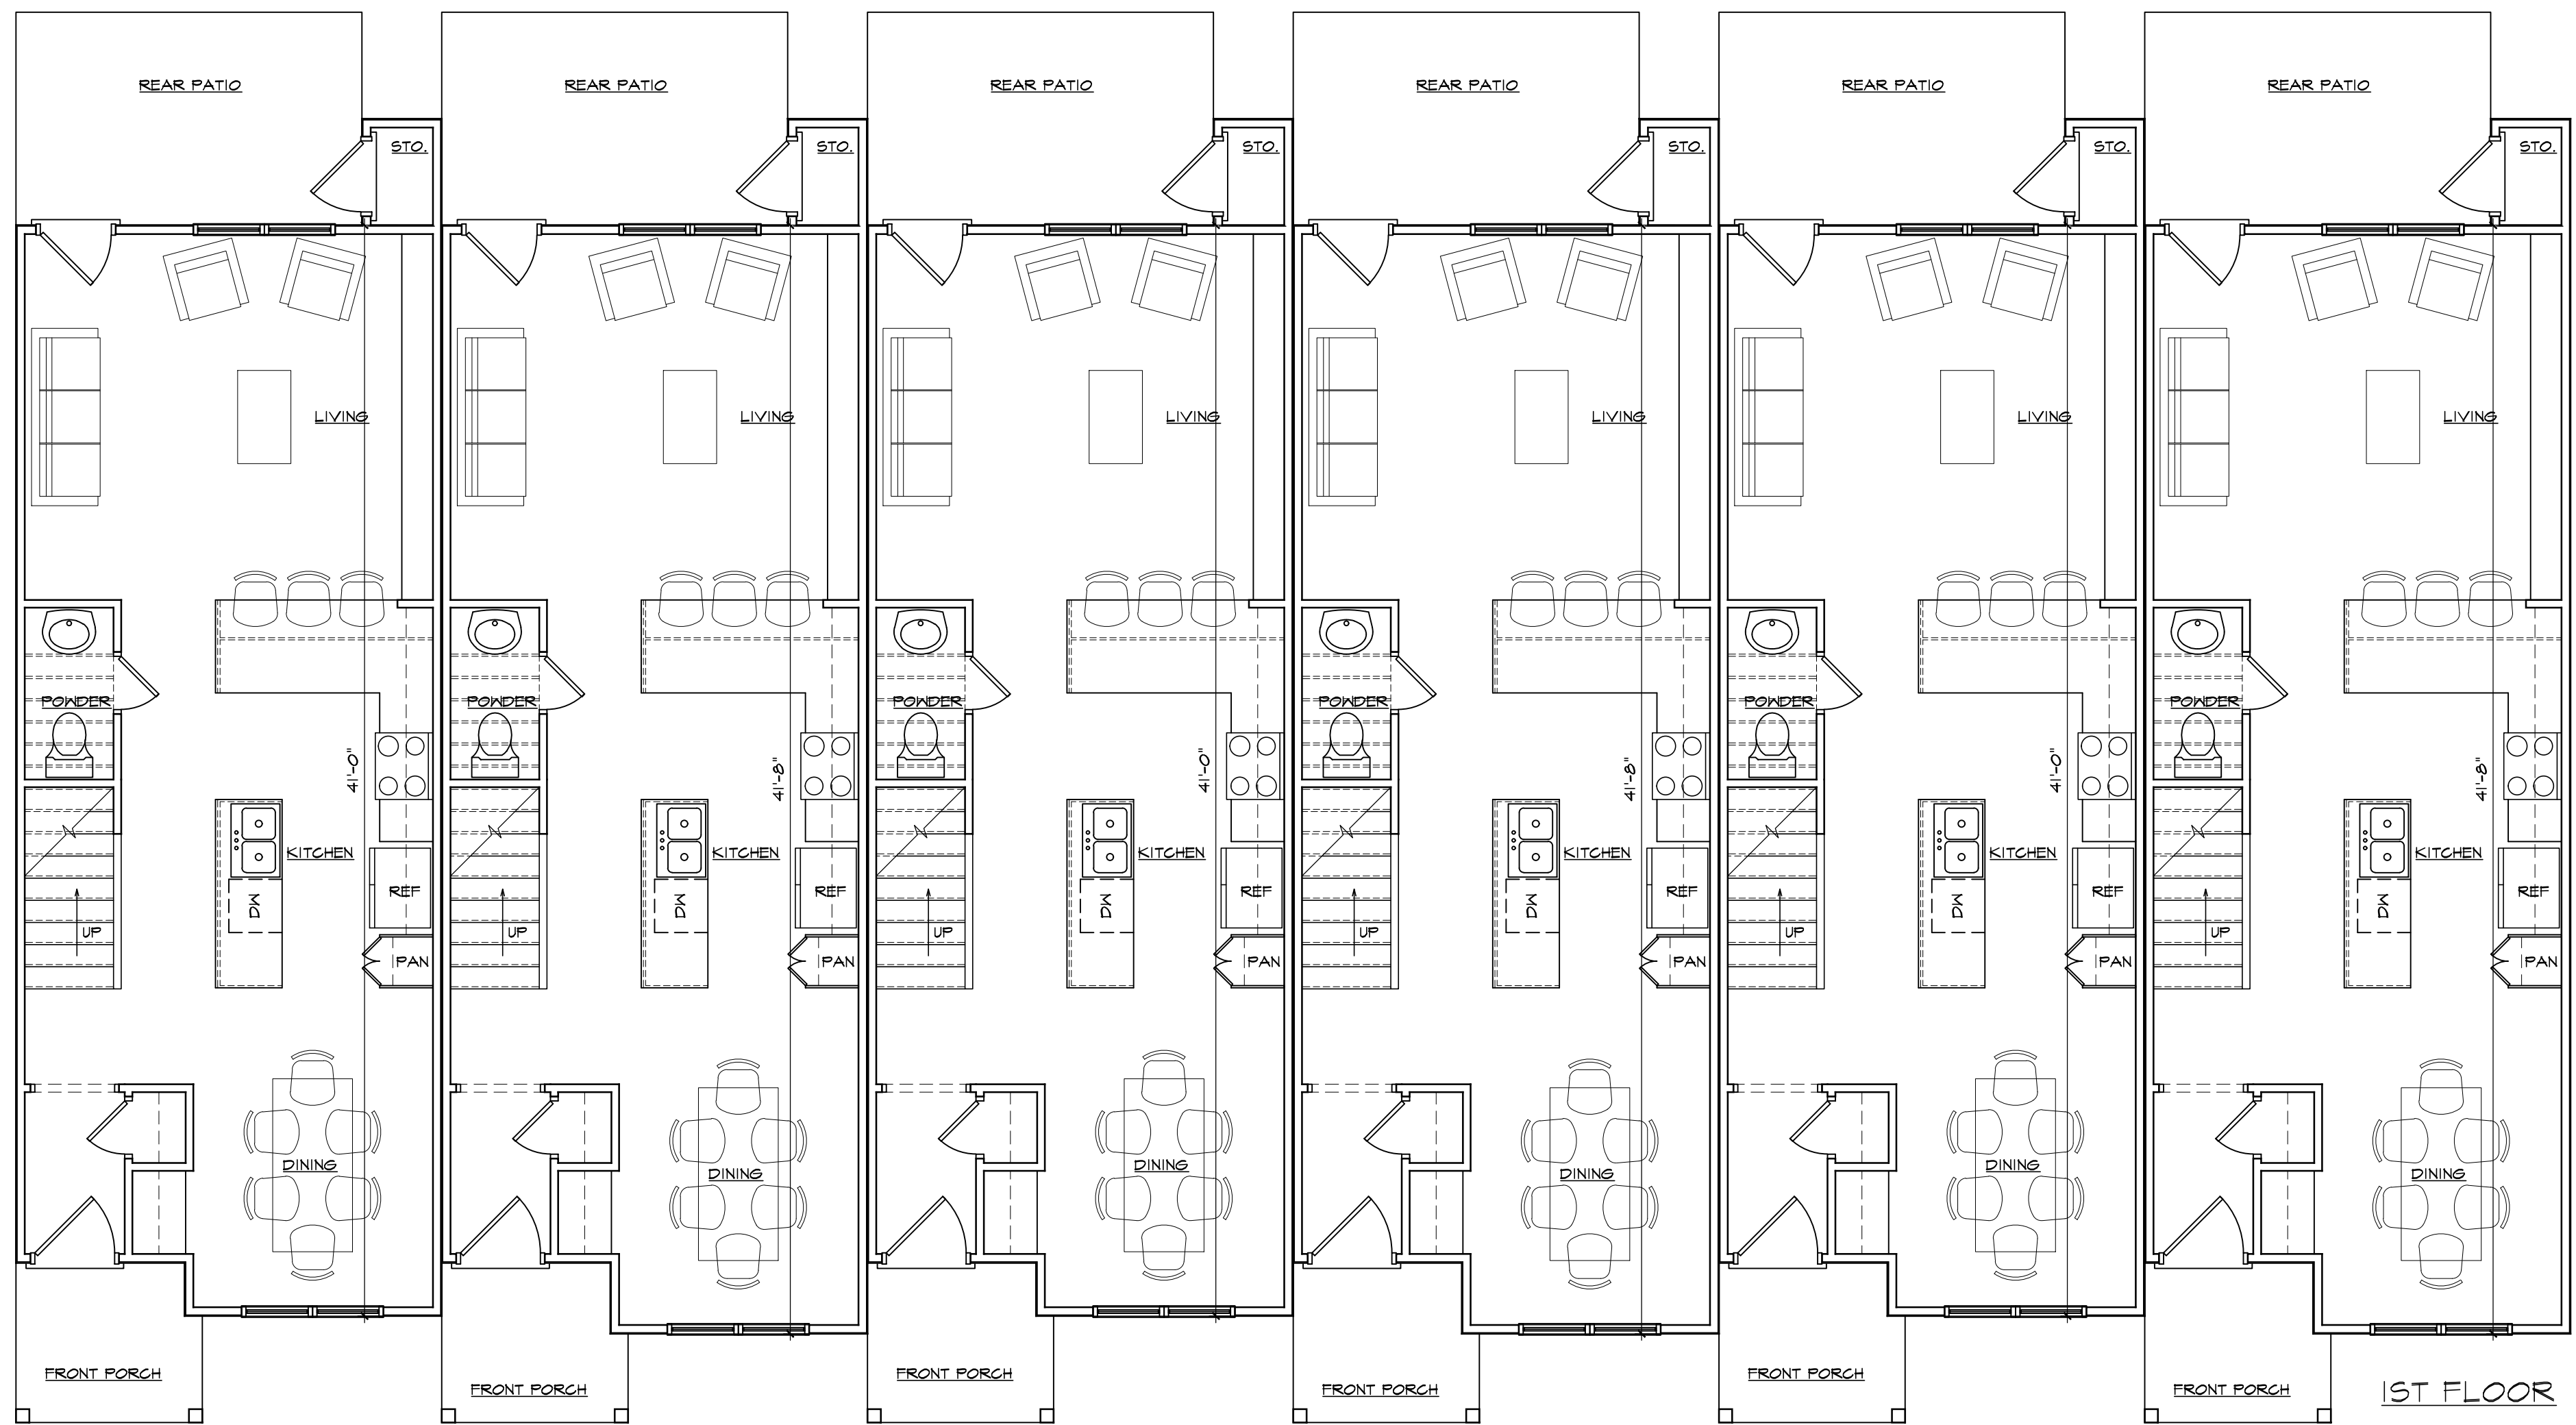 REAR PATIO
REAR PATIO
REAR PATIO
REAR PATIO
REAR PATIO
REAR PATIO
STO.
STO.
STO.
STO.
STO.
STO.
LIVING
LIVING
LIVING
LIVING
LIVING
LIVING
POWDER
POWDER
POWDER
POWDER
POWDER
POWDER
41'-0"
41'-8"
41'-0"
41'-8"
41'-0"
41'-8"
KITCHEN
KITCHEN
KITCHEN
KITCHEN
KITCHEN
KITCHEN
REF
REF
REF
REF
REF
REF
DW
DW
DW
DW
DW
DW
UP
UP
UP
UP
UP
UP
PAN
PAN
PAN
PAN
PAN
PAN
DINING
DINING
DINING
DINING
DINING
DINING
FRONT PORCH
FRONT PORCH
FRONT PORCH
FRONT PORCH
FRONT PORCH
FRONT PORCH
1ST FLOOR